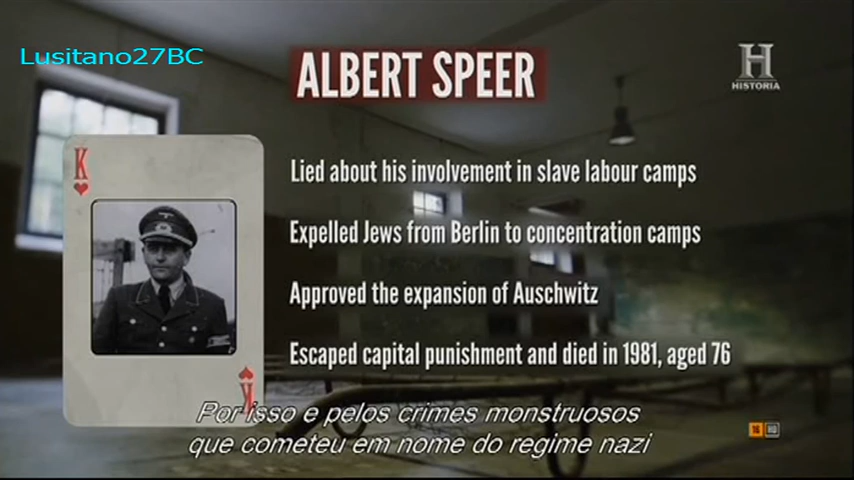 Lusitano27BC
ALBERT SPEER
H
HISTORIA
K
Lied about his involvement in slave labour camps
Expelled Jews from Berlin to concentration camps
Approved the expansion of Auschwitz
Escaped capital punishment and died in 1981, aged 76
K
Por isso e pelos crimes monstruosos
que cometeu em nome do regime nazi
16 HD